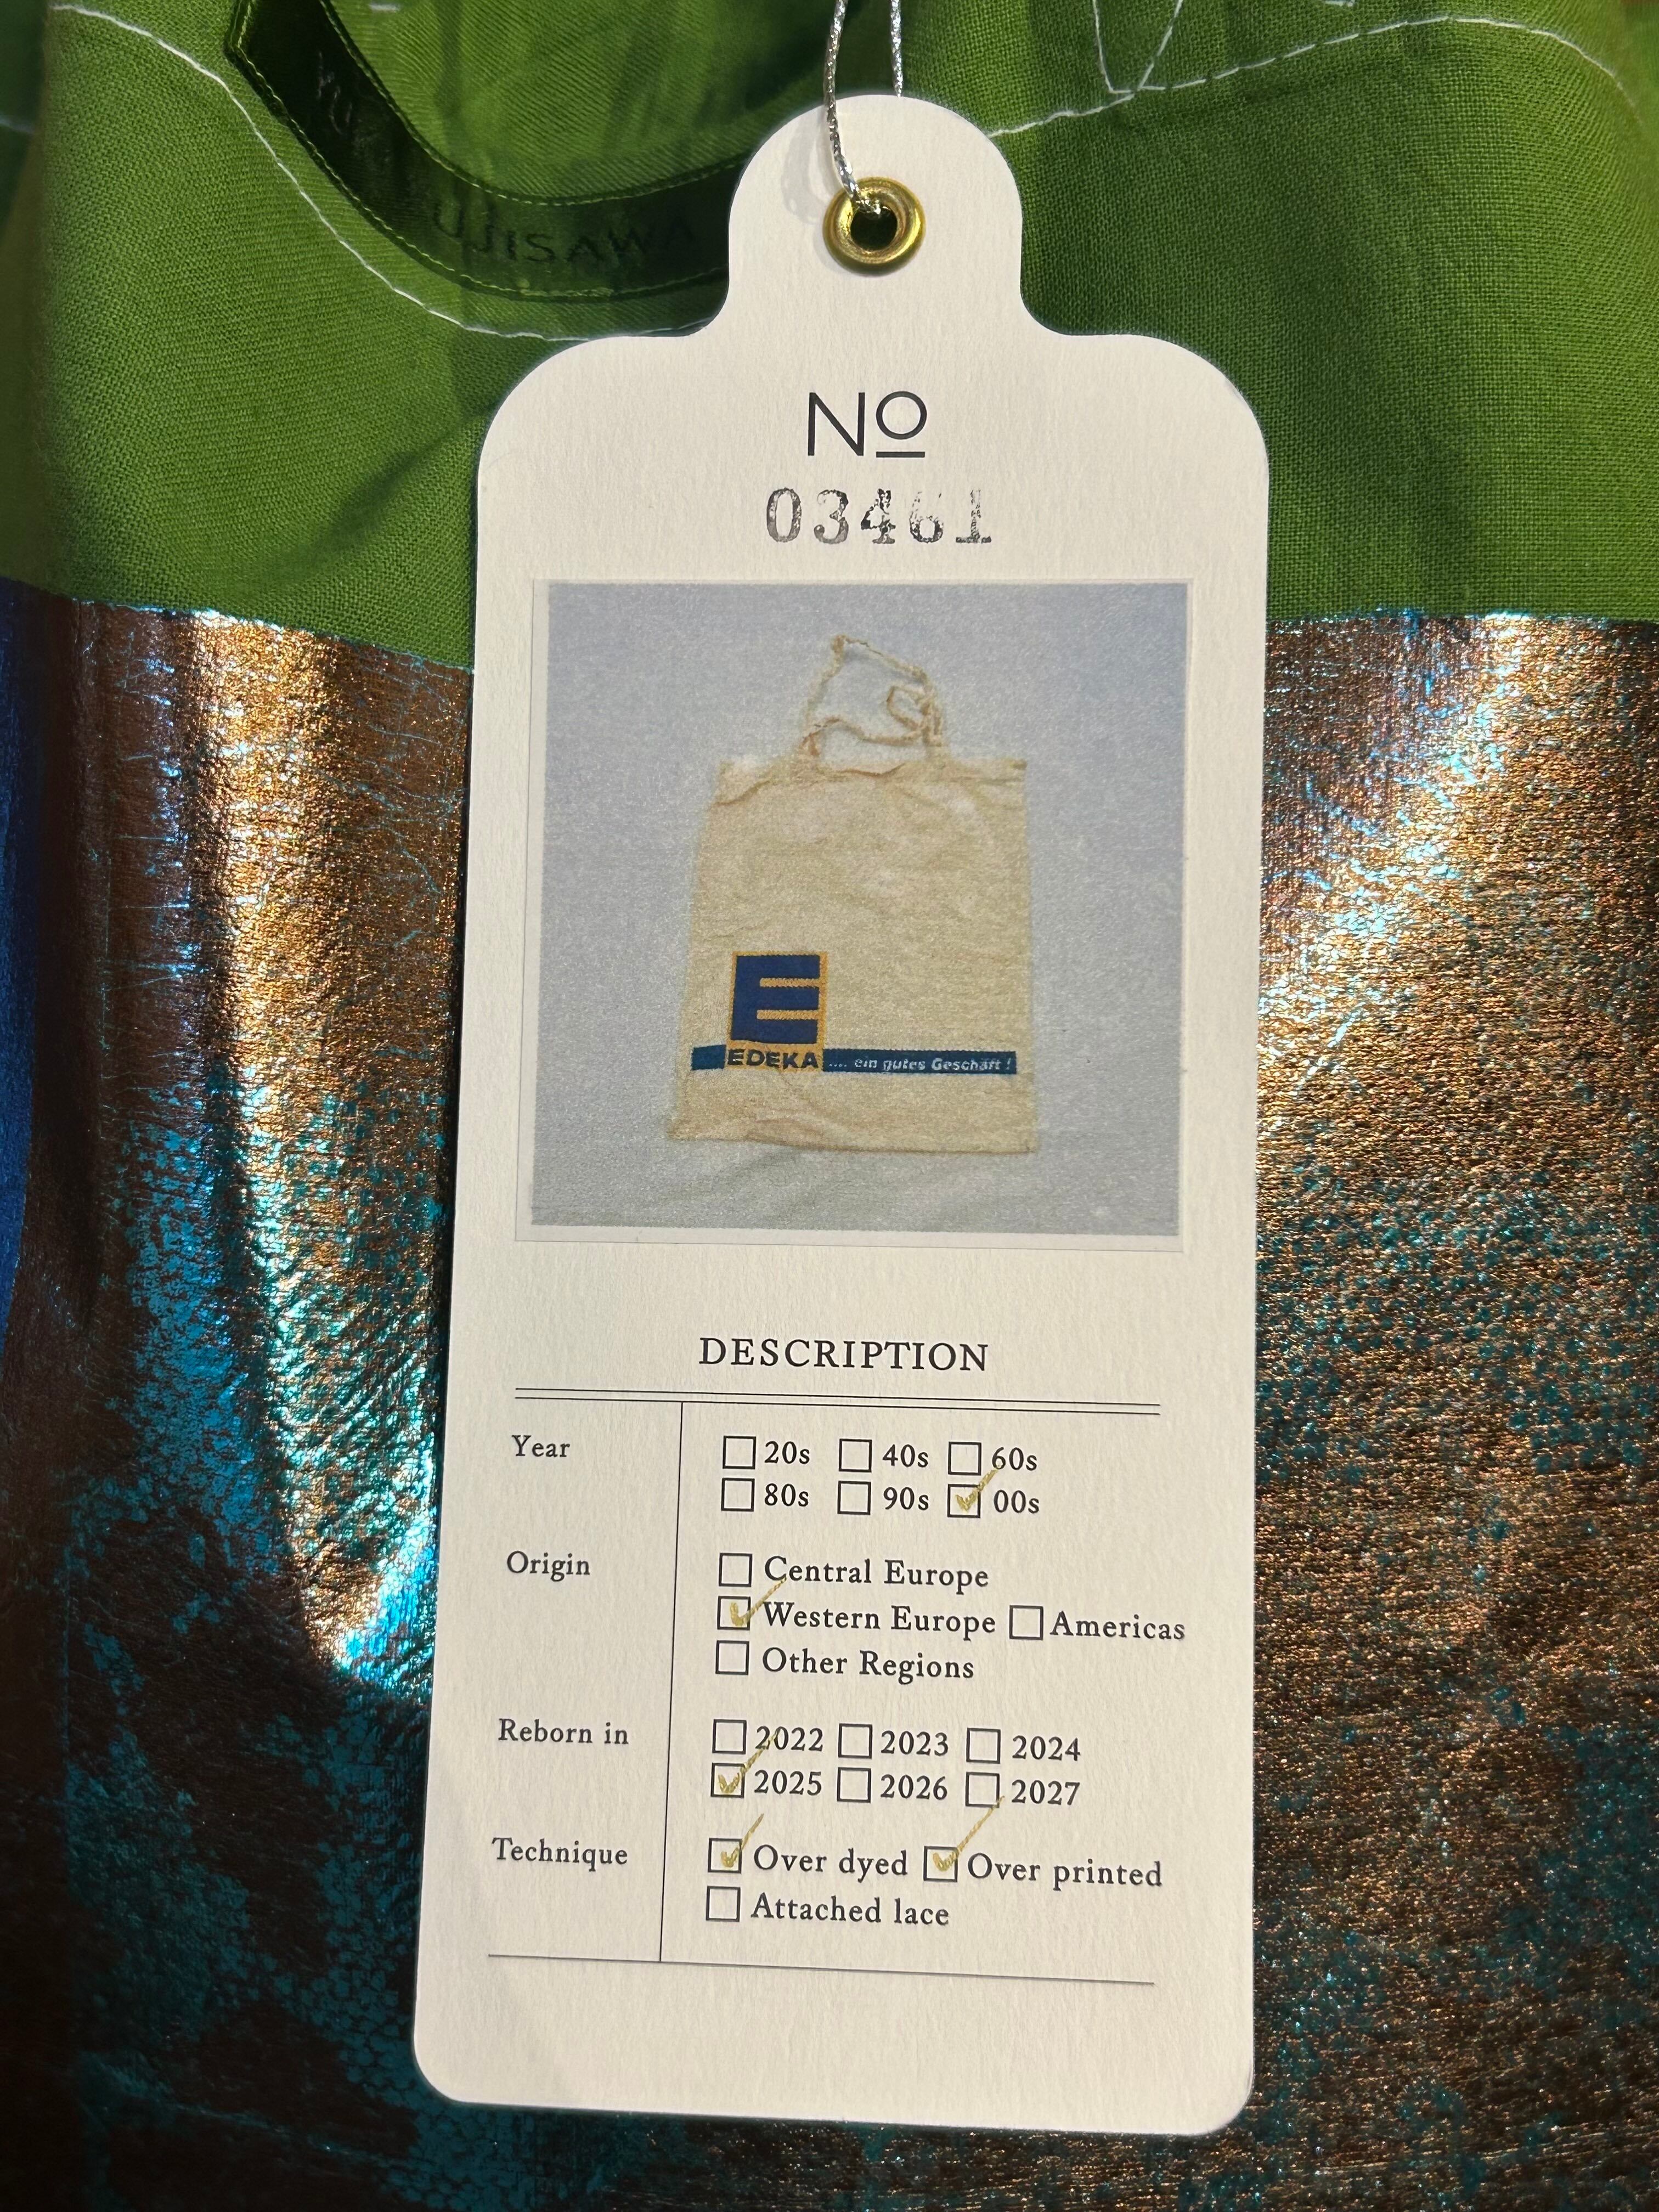 UJISAWA
No
03461
E
EDEKA .... ein gutes Geschäft !
DESCRIPTION
Year
☐ 20s ☐ 40s ☐ 60s
☐ 80s ☐ 90s ☑ 00s
Origin
☐ Central Europe
☑ Western Europe ☐ Americas
☐ Other Regions
Reborn in
☐ 2022 ☐ 2023 ☐ 2024
☑ 2025 ☐ 2026 ☐ 2027
Technique
☑ Over dyed ☑ Over printed
☐ Attached lace